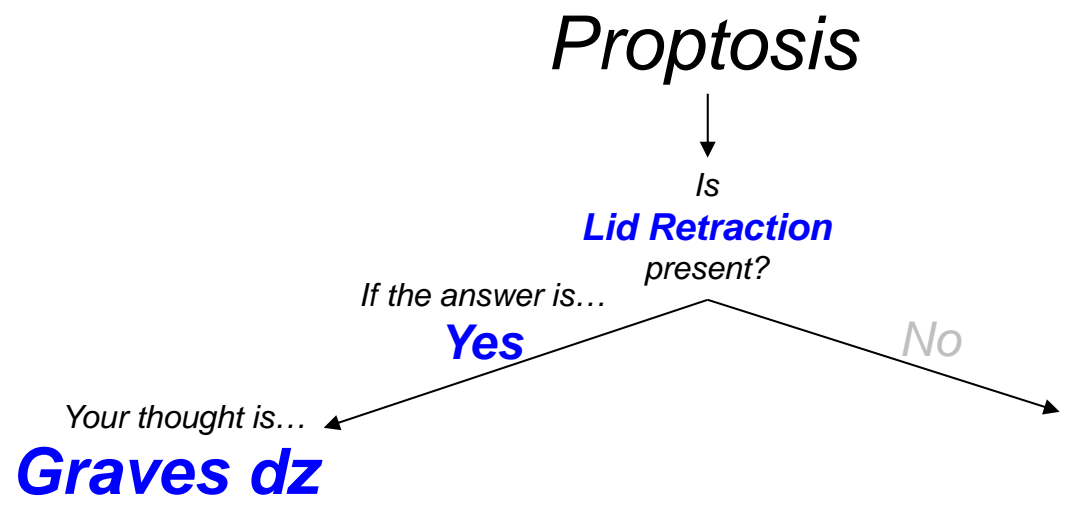 Proptosis
Is
Lid Retraction
present?
If the answer is…
Yes
No
Your thought is…
Graves dz